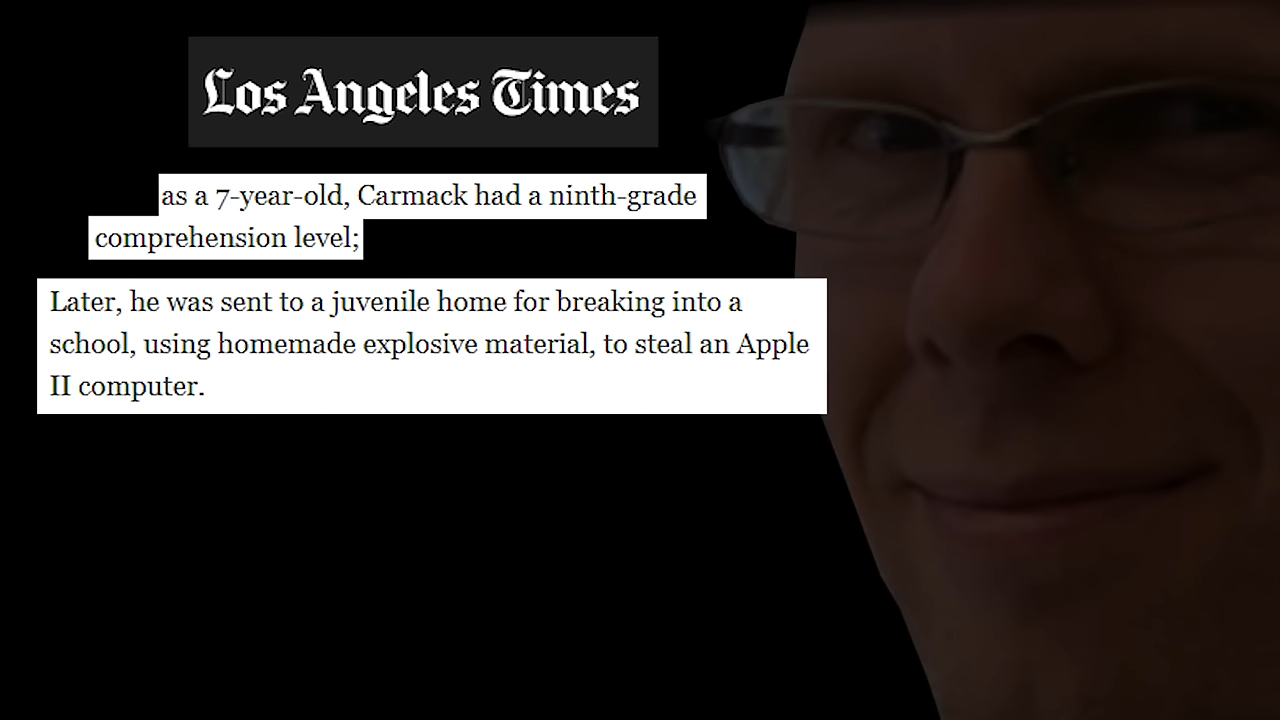 Los Angeles Times
as a 7-year-old, Carmack had a ninth-grade
comprehension level;
Later, he was sent to a juvenile home for breaking into a
school, using homemade explosive material, to steal an Apple
II computer.